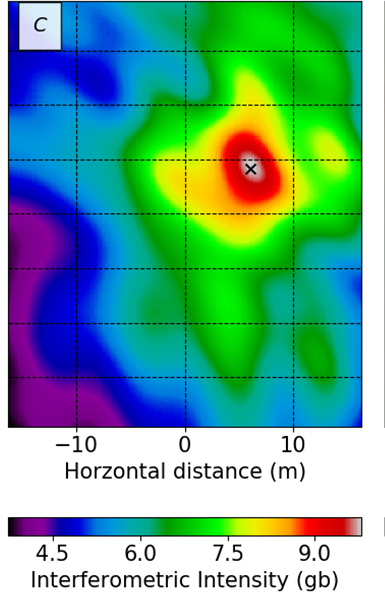 C
−10 0 10
Horzontal distance (m)
4.5 6.0 7.5 9.0
Interferometric Intensity (gb)